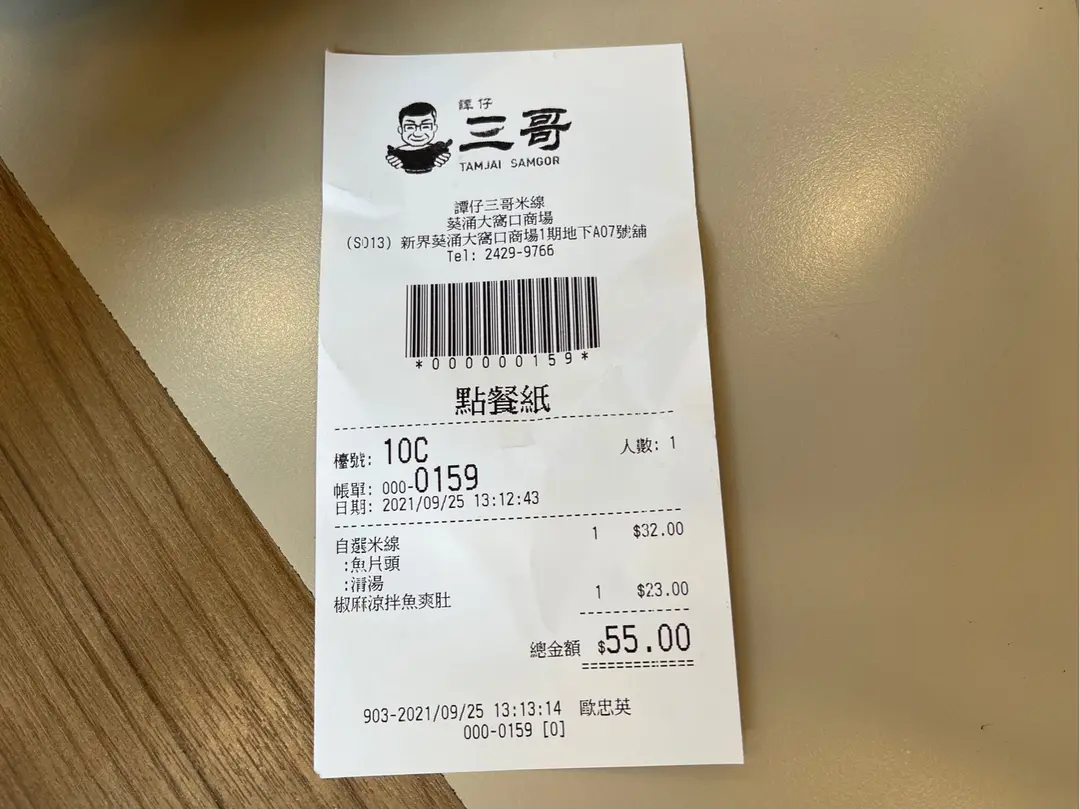 譚仔
三哥
TAMJAI SAMGOR
譚仔三哥米線
葵涌大窩口商場
(S013) 新界葵涌大窩口商場1期地下A07號舖
Tel: 2429-9766
*000000159*
點餐紙
檯號: 10C 人數: 1
帳單: 000-0159
日期: 2021/09/25 13:12:43
自選米線 1 $32.00
:魚片頭
:清湯
椒麻涼拌魚爽肚 1 $23.00
總金額 $55.00
903-2021/09/25 13:13:14 歐忠英
000-0159 [0]